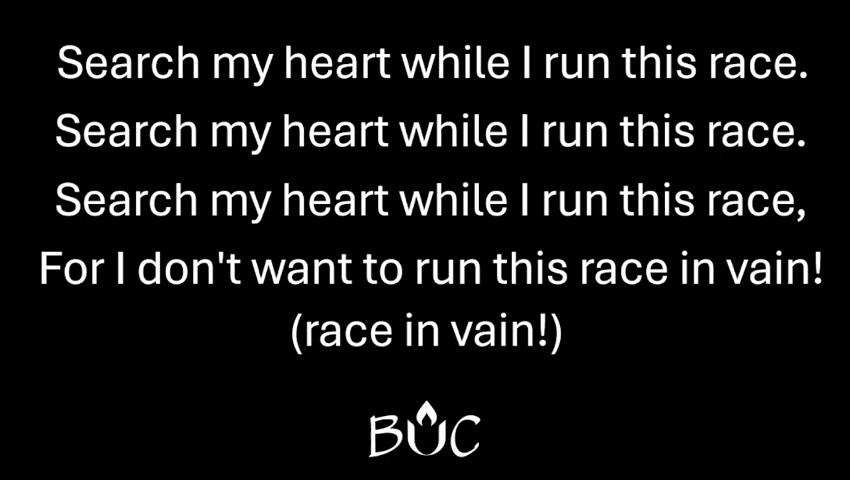 Search my heart while I run this race.
Search my heart while I run this race.
Search my heart while I run this race,
For I don't want to run this race in vain!
(race in vain!)
BUC